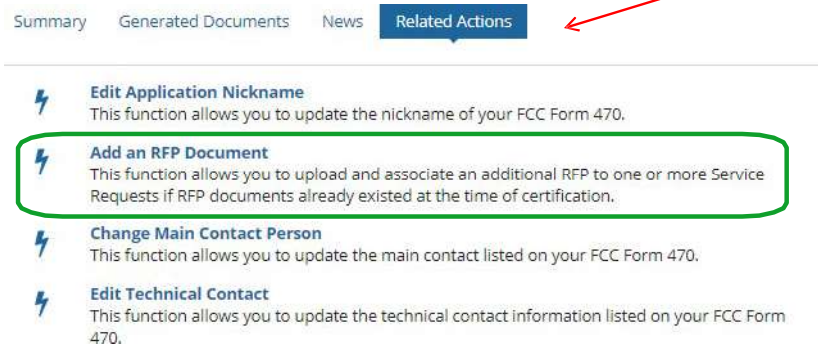 Summary Generated Documents News Related Actions
Edit Application Nickname
This function allows you to update the nickname of your FCC Form 470.
Add an RFP Document
This function allows you to upload and associate an additional RFP to one or more Service
Requests if RFP documents already existed at the time of certification.
Change Main Contact Person
This function allows you to update the main contact listed on your FCC Form 470.
Edit Technical Contact
This function allows you to update the technical contact information listed on your FCC Form
470.